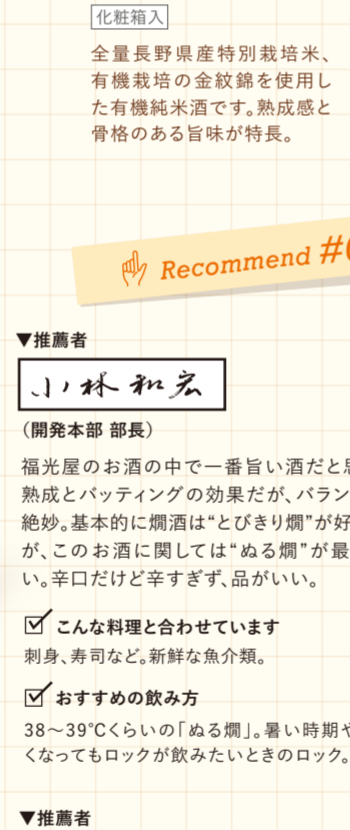 化粧箱入
全量長野県産特別栽培米、
有機栽培の金紋錦を使用し
た有機純米酒です。熟成感と
骨格のある旨味が特長。
Recommend #
▼推薦者
小林 和宏
（開発本部 部長）
福光屋のお酒の中で一番旨い酒だと思
熟成とバッティングの効果だが、バラン
絶妙。基本的に燗酒は“とびきり燗”が好
が、このお酒に関しては“ぬる燗”が最
い。辛口だけど辛すぎず、品がいい。
こんな料理と合わせています
刺身、寿司など。新鮮な魚介類。
おすすめの飲み方
38〜39℃くらいの「ぬる燗」。暑い時期や
くなってもロックが飲みたいときのロック。
▼推薦者